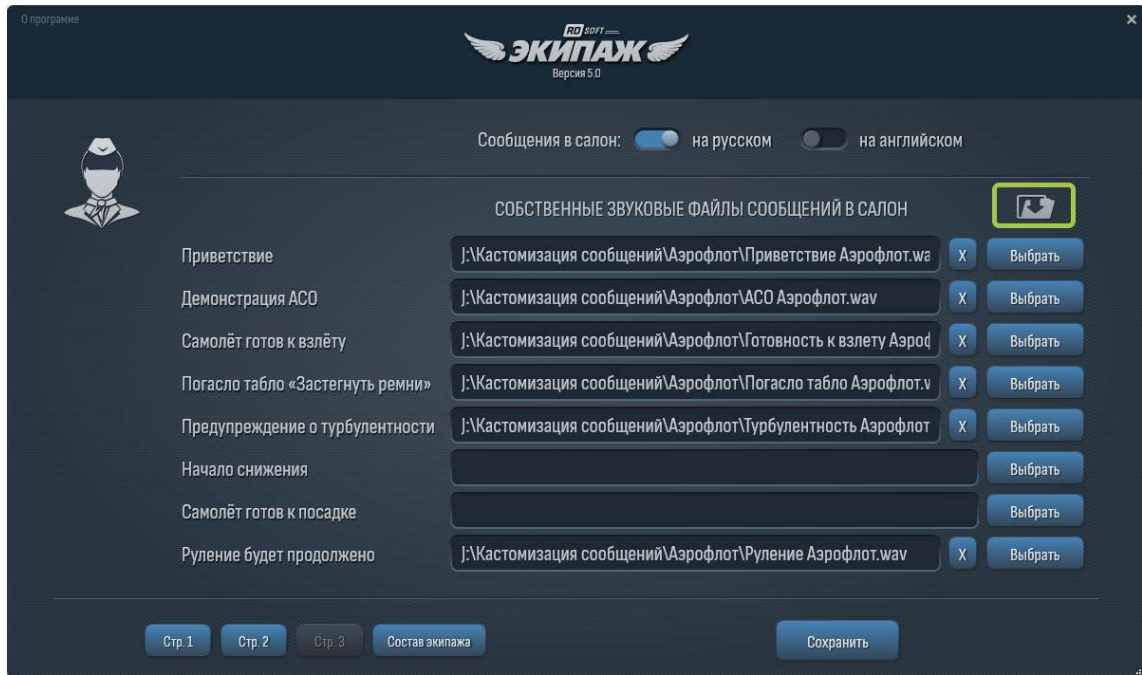 О программе
RD SOFT
ЭКИПАЖ
Версия 5.0
Сообщения в салон: на русском на английском
СОБСТВЕННЫЕ ЗВУКОВЫЕ ФАЙЛЫ СООБЩЕНИЙ В САЛОН
Приветствие J:\Кастомизация сообщений\Аэрофлот\Приветствие Аэрофлот.wa X Выбрать
Демонстрация АСО J:\Кастомизация сообщений\Аэрофлот\АСО Аэрофлот.wav X Выбрать
Самолёт готов к взлёту J:\Кастомизация сообщений\Аэрофлот\Готовность к взлету Аэроф X Выбрать
Погасло табло «Застегнуть ремни» J:\Кастомизация сообщений\Аэрофлот\Погасло табло Аэрофлот.w X Выбрать
Предупреждение о турбулентности J:\Кастомизация сообщений\Аэрофлот\Турбулентность Аэрофлот X Выбрать
Начало снижения Выбрать
Самолёт готов к посадке Выбрать
Руление будет продолжено J:\Кастомизация сообщений\Аэрофлот\Руление Аэрофлот.wav X Выбрать
Стр. 1 Стр. 2 Стр. 3 Состав экипажа Сохранить